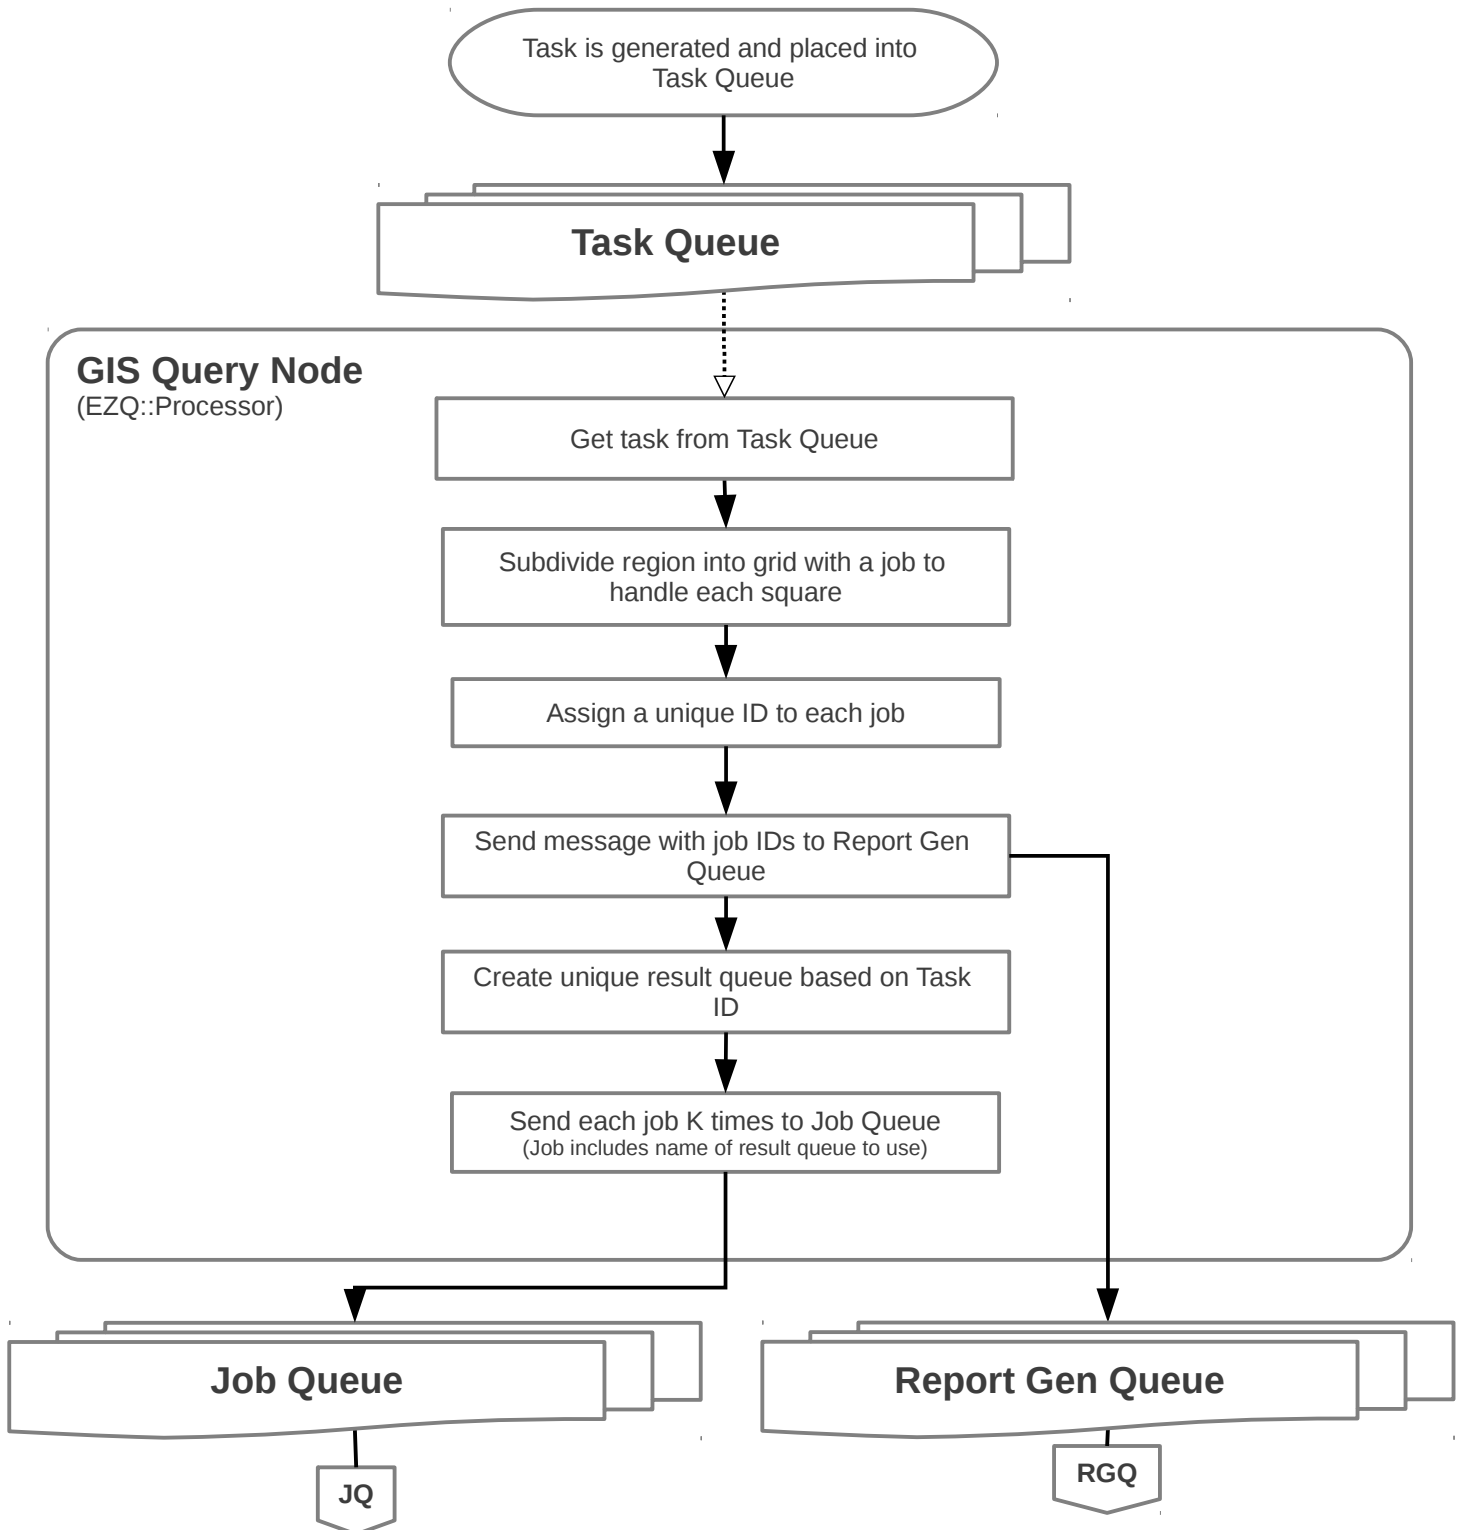 Task is generated and placed into
Task Queue
Task Queue
GIS Query Node
(EZQ::Processor)
Get task from Task Queue
Subdivide region into grid with a job to
handle each square
Assign a unique ID to each job
Send message with job IDs to Report Gen
Queue
Create unique result queue based on Task
ID
Send each job K times to Job Queue
(Job includes name of result queue to use)
Job Queue
Report Gen Queue
JQ
RGQ